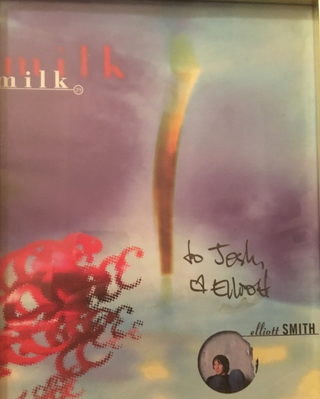 milk
milk
to Josh,
Elliott
elliott SMITH